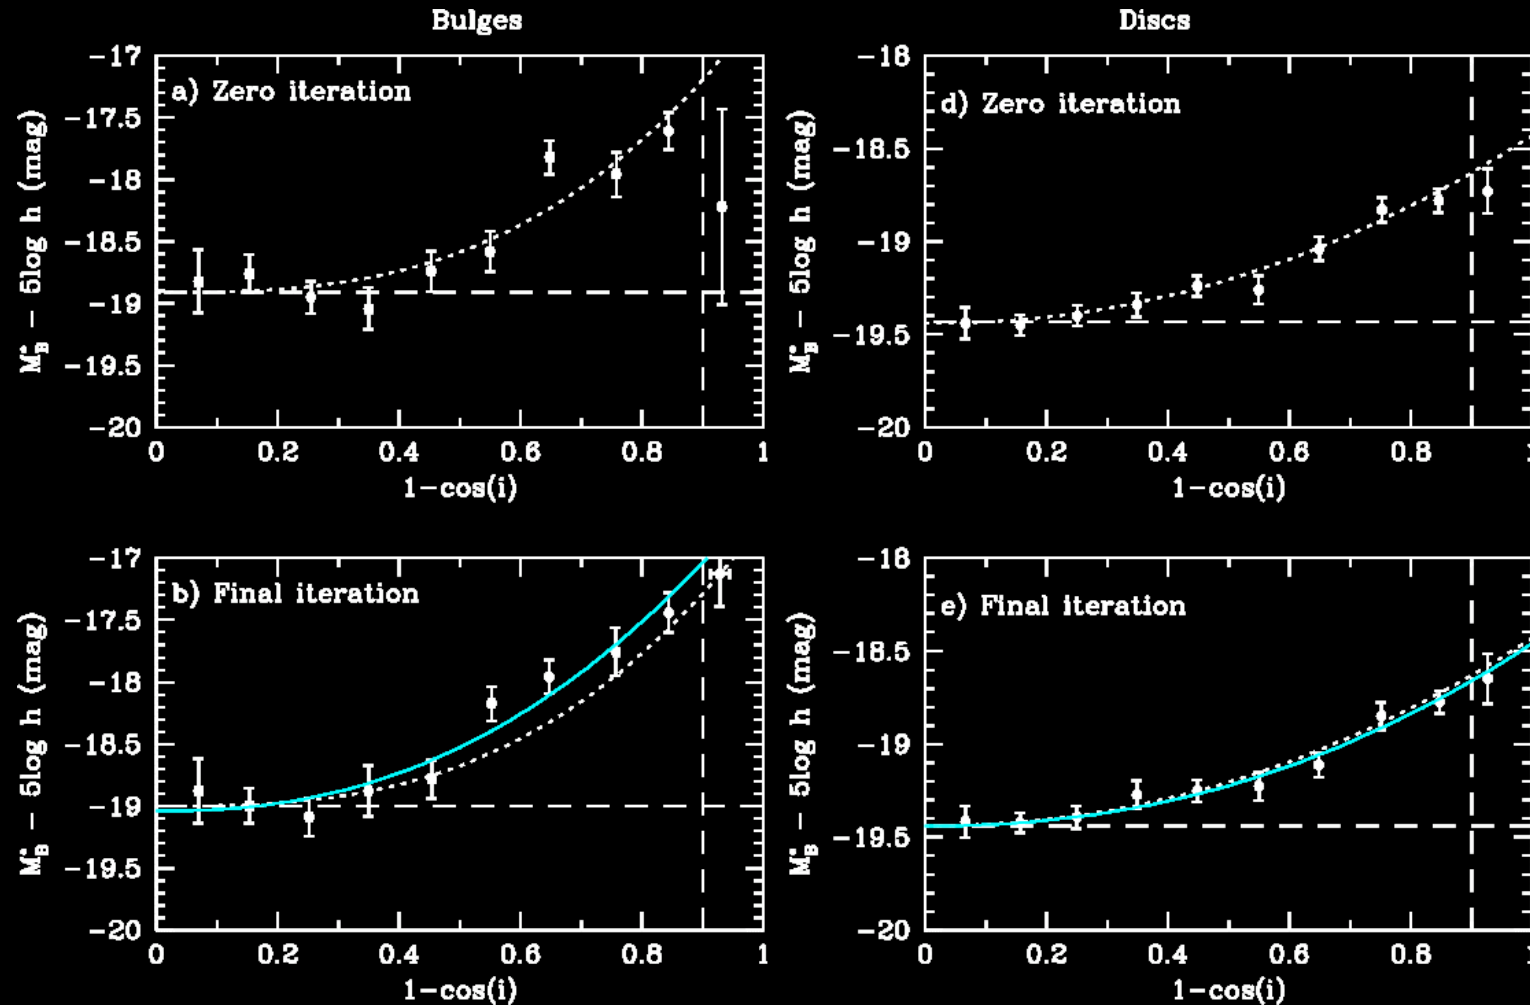 Bulges
Discs
a) Zero iteration
-17
-17.5
-18
-18.5
-19
-19.5
-20
M*B - 5log h (mag)
0 0.2 0.4 0.6 0.8 1
1-cos(i)
d) Zero iteration
-18
-18.5
-19
-19.5
-20
M*B - 5log h (mag)
0 0.2 0.4 0.6 0.8 1
1-cos(i)
b) Final iteration
-17
-17.5
-18
-18.5
-19
-19.5
-20
M*B - 5log h (mag)
0 0.2 0.4 0.6 0.8 1
1-cos(i)
e) Final iteration
-18
-18.5
-19
-19.5
-20
M*B - 5log h (mag)
0 0.2 0.4 0.6 0.8 1
1-cos(i)